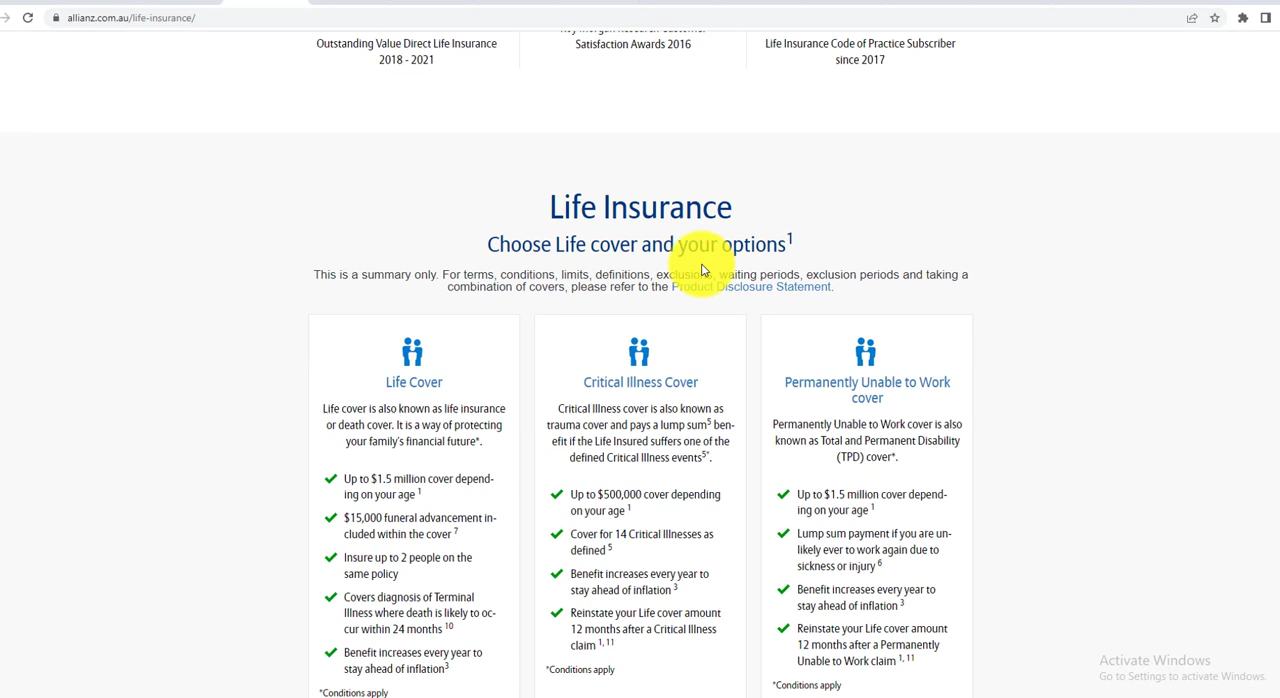 allianz.com.au/life-insurance/
Outstanding Value Direct Life Insurance
2018 - 2021
Roy Morgan Research Customer
Satisfaction Awards 2016
Life Insurance Code of Practice Subscriber
since 2017
Life Insurance
Choose Life cover and your options1
This is a summary only. For terms, conditions, limits, definitions, exclusions, waiting periods, exclusion periods and taking a
combination of covers, please refer to the Product Disclosure Statement.
Life Cover
Life cover is also known as life insurance
or death cover. It is a way of protecting
your family's financial future*.
Up to $1.5 million cover depend-
ing on your age 1
$15,000 funeral advancement in-
cluded within the cover 7
Insure up to 2 people on the
same policy
Covers diagnosis of Terminal
Illness where death is likely to oc-
cur within 24 months 10
Benefit increases every year to
stay ahead of inflation3
*Conditions apply
Critical Illness Cover
Critical Illness cover is also known as
trauma cover and pays a lump sum5 ben-
efit if the Life Insured suffers one of the
defined Critical Illness events5*.
Up to $500,000 cover depending
on your age 1
Cover for 14 Critical Illnesses as
defined 5
Benefit increases every year to
stay ahead of inflation 3
Reinstate your Life cover amount
12 months after a Critical Illness
claim 1, 11
*Conditions apply
Permanently Unable to Work
cover
Permanently Unable to Work cover is also
known as Total and Permanent Disability
(TPD) cover*.
Up to $1.5 million cover depend-
ing on your age 1
Lump sum payment if you are un-
likely ever to work again due to
sickness or injury 6
Benefit increases every year to
stay ahead of inflation 3
Reinstate your Life cover amount
12 months after a Permanently
Unable to Work claim 1, 11
*Conditions apply
Activate Windows
Go to Settings to activate Windows.